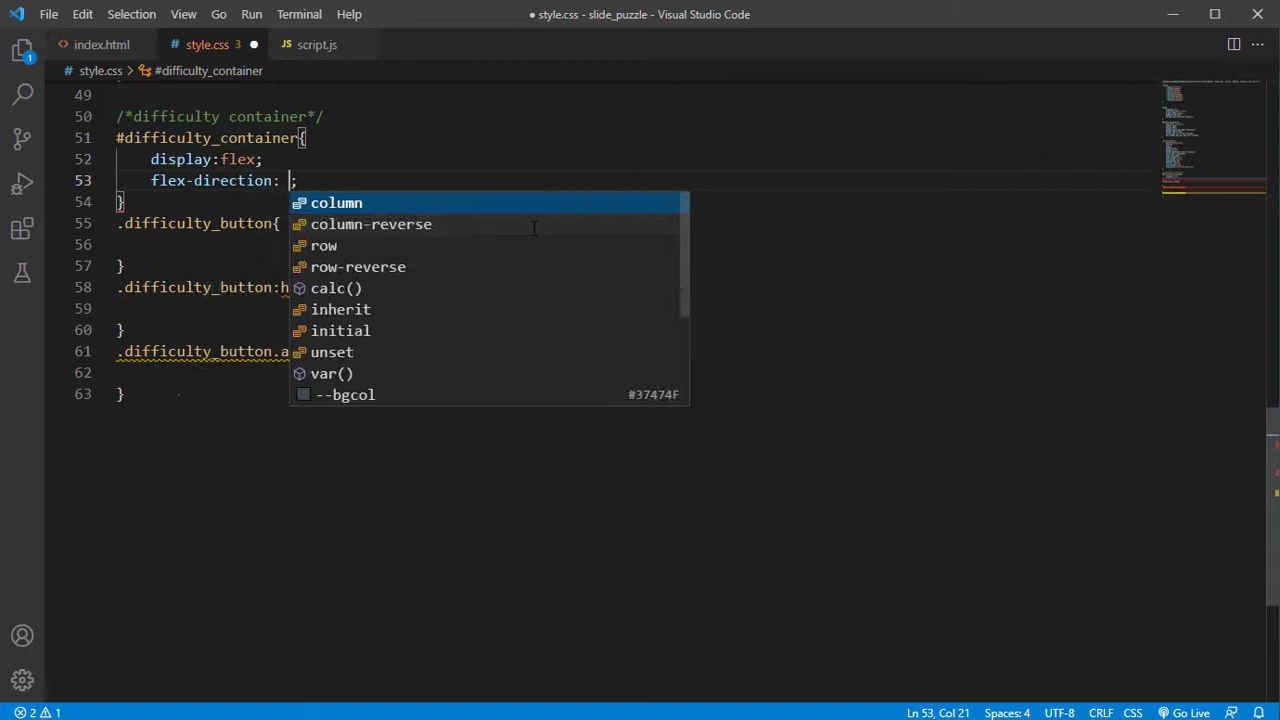 File Edit Selection View Go Run Terminal Help ● style.css - slide_puzzle - Visual Studio Code
index.html # style.css 3 JS script.js
# style.css > #difficulty_container
49
50 /*difficulty container*/
51 #difficulty_container{
52 display:flex;
53 flex-direction: ;
54 }
55 .difficulty_button{
56
57 }
58 .difficulty_button:h
59
60 }
61 .difficulty_button.a
62
63 }
column
column-reverse
row
row-reverse
calc()
inherit
initial
unset
var()
--bgcol #37474F
1
2 1 Ln 53, Col 21 Spaces: 4 UTF-8 CRLF CSS Go Live